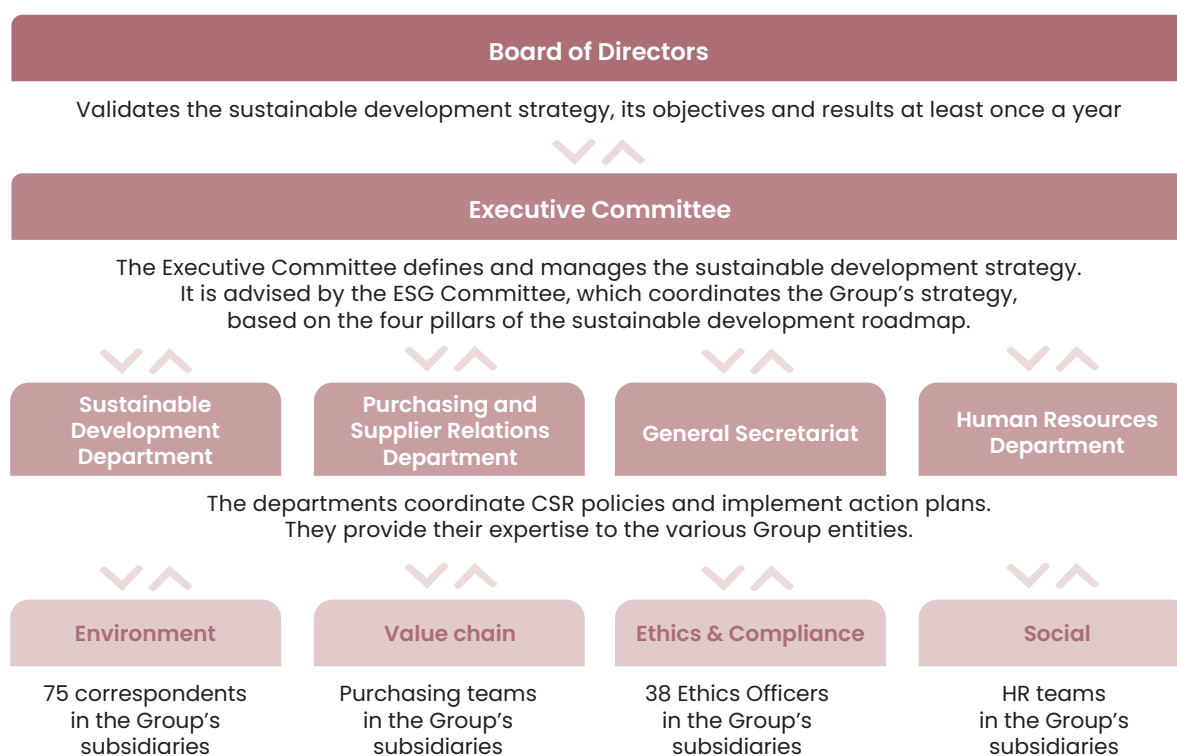 Board of Directors
Validates the sustainable development strategy, its objectives and results at least once a year
Executive Committee
The Executive Committee defines and manages the sustainable development strategy.
It is advised by the ESG Committee, which coordinates the Group’s strategy,
based on the four pillars of the sustainable development roadmap.
Sustainable
Development
Department
Purchasing and
Supplier Relations
Department
General Secretariat
Human Resources
Department
The departments coordinate CSR policies and implement action plans.
They provide their expertise to the various Group entities.
Environment
Value chain
Ethics & Compliance
Social
75 correspondents
in the Group’s
subsidiaries
Purchasing teams
in the Group’s
subsidiaries
38 Ethics Officers
in the Group’s
subsidiaries
HR teams
in the Group’s
subsidiaries